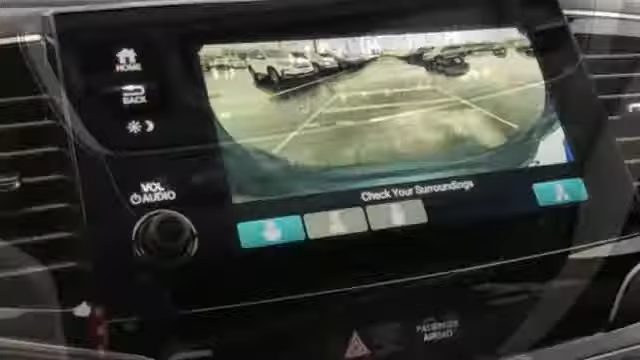 HOME
BACK
VOL
AUDIO
Check Your Surroundings
PASSENGER
AIRBAG